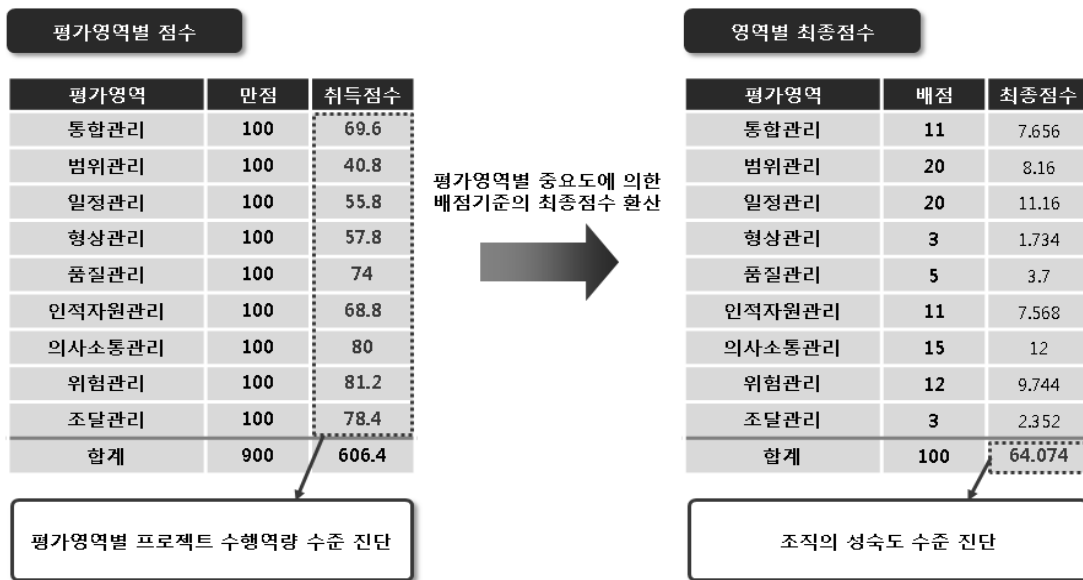 평가영역별 점수
평가영역 만점 취득점수
통합관리 100 69.6
범위관리 100 40.8
일정관리 100 55.8
형상관리 100 57.8
품질관리 100 74
인적자원관리 100 68.8
의사소통관리 100 80
위험관리 100 81.2
조달관리 100 78.4
합계 900 606.4
평가영역별 프로젝트 수행역량 수준 진단
평가영역별 중요도에 의한
배점기준의 최종점수 환산
영역별 최종점수
평가영역 배점 최종점수
통합관리 11 7.656
범위관리 20 8.16
일정관리 20 11.16
형상관리 3 1.734
품질관리 5 3.7
인적자원관리 11 7.568
의사소통관리 15 12
위험관리 12 9.744
조달관리 3 2.352
합계 100 64.074
조직의 성숙도 수준 진단